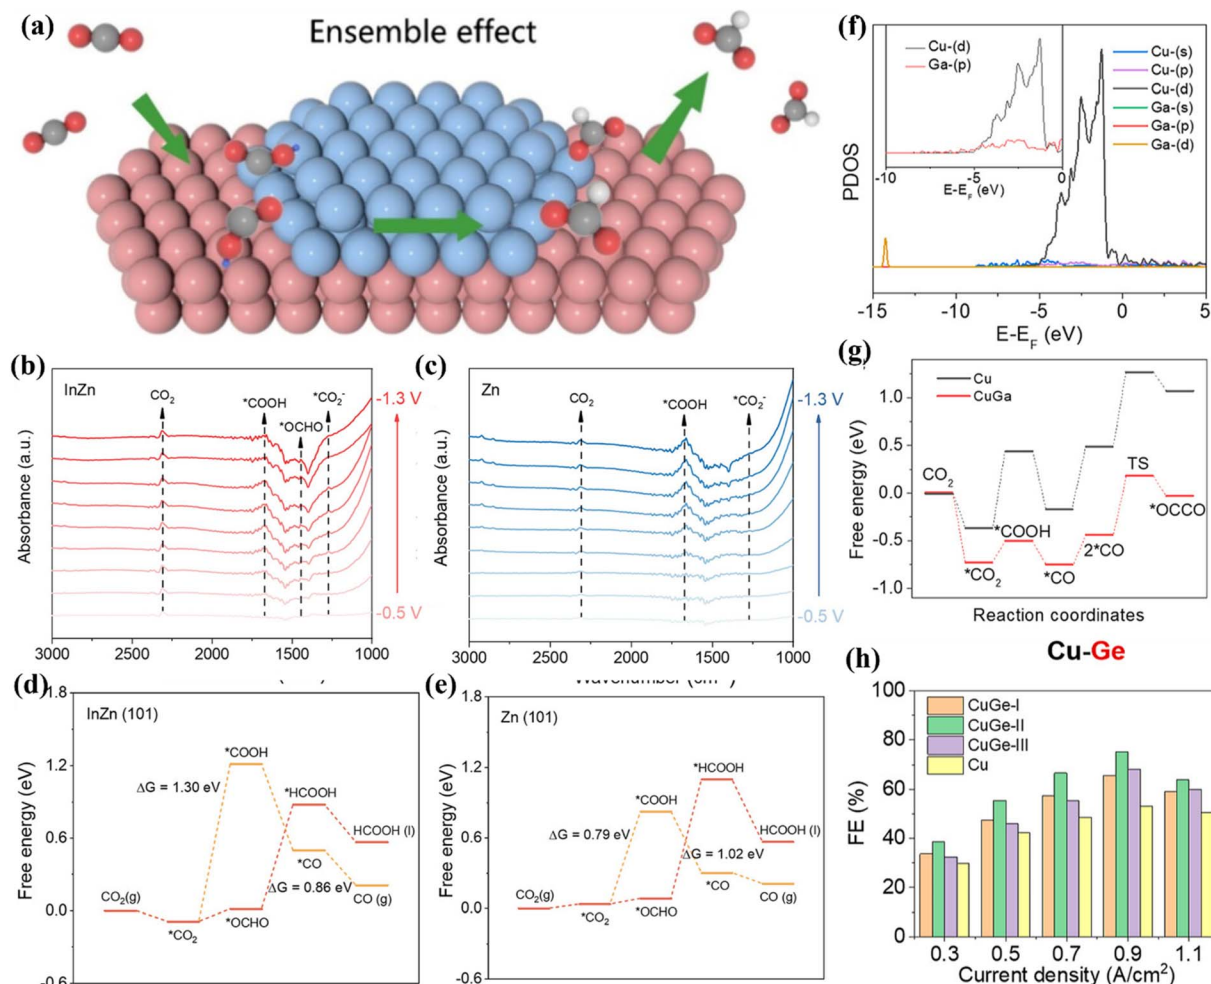 (a)
Ensemble effect
(b)
InZn
CO₂
*COOH
*OCHO
*CO₂⁻
-1.3 V
-0.5 V
Absorbance (a.u.)
3000 2500 2000 1500 1000
(c)
Zn
CO₂
*COOH
*CO₂⁻
-1.3 V
-0.5 V
Absorbance (a.u.)
3000 2500 2000 1500 1000
(d)
InZn (101)
Free energy (eV)
1.8
1.2
0.6
0.0
-0.6
*COOH
ΔG = 1.30 eV
*HCOOH
HCOOH (l)
*CO
ΔG = 0.86 eV
CO (g)
CO₂(g)
*CO₂
*OCHO
(e)
Zn (101)
Free energy (eV)
1.8
1.2
0.6
0.0
-0.6
*HCOOH
*COOH
ΔG = 0.79 eV
HCOOH (l)
ΔG = 1.02 eV
*CO
CO (g)
CO₂(g)
*CO₂
*OCHO
(f)
PDOS
Cu-(d)
Ga-(p)
-10 -5 0
E-E_F (eV)
Cu-(s)
Cu-(p)
Cu-(d)
Ga-(s)
Ga-(p)
Ga-(d)
-15 -10 -5 0 5
E-E_F (eV)
(g)
Free energy (eV)
1.0
0.5
0.0
-0.5
-1.0
Cu
CuGa
CO₂
*CO₂
*COOH
*CO
2*CO
TS
*OCCO
Reaction coordinates
Cu-Ge
(h)
FE (%)
100
80
60
40
20
0
CuGe-I
CuGe-II
CuGe-III
Cu
0.3 0.5 0.7 0.9 1.1
Current density (A/cm²)